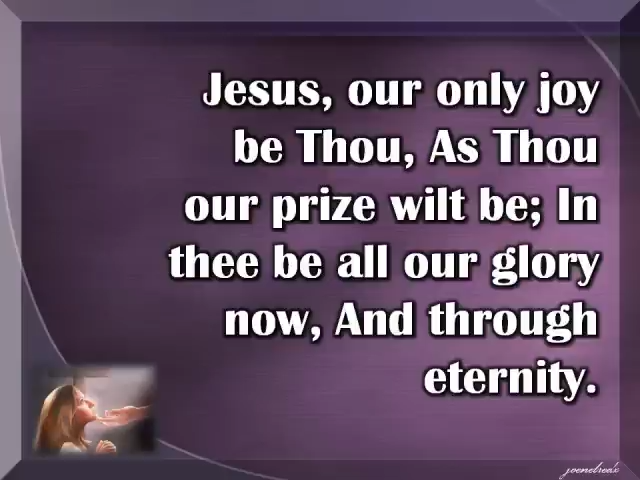 Jesus, our only joy
be Thou, As Thou
our prize wilt be; In
thee be all our glory
now, And through
eternity.
joenelredx